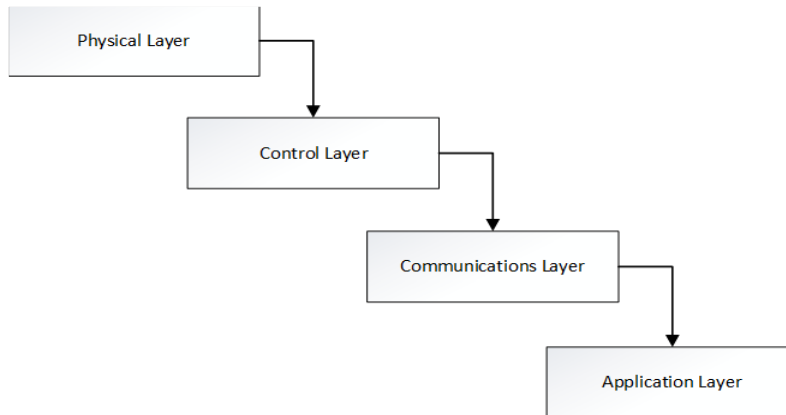 Physical Layer
Control Layer
Communications Layer
Application Layer